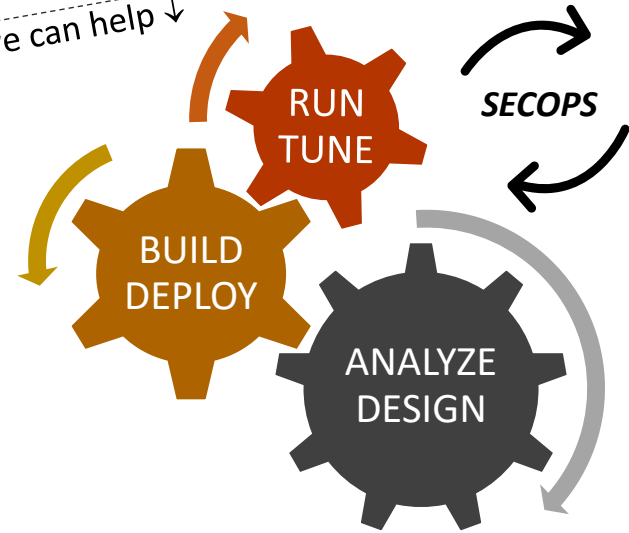 e can help ↓
RUN
TUNE
SECOPS
BUILD
DEPLOY
ANALYZE
DESIGN